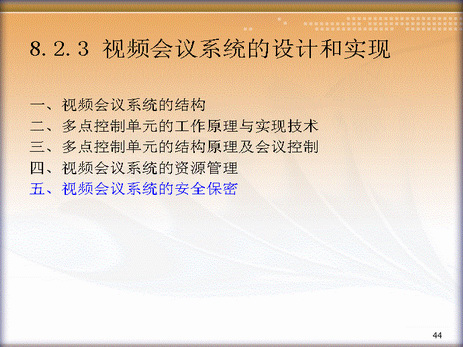 8.2.3 视频会议系统的设计和实现
一、视频会议系统的结构
二、多点控制单元的工作原理与实现技术
三、多点控制单元的结构原理及会议控制
四、视频会议系统的资源管理
五、视频会议系统的安全保密
44